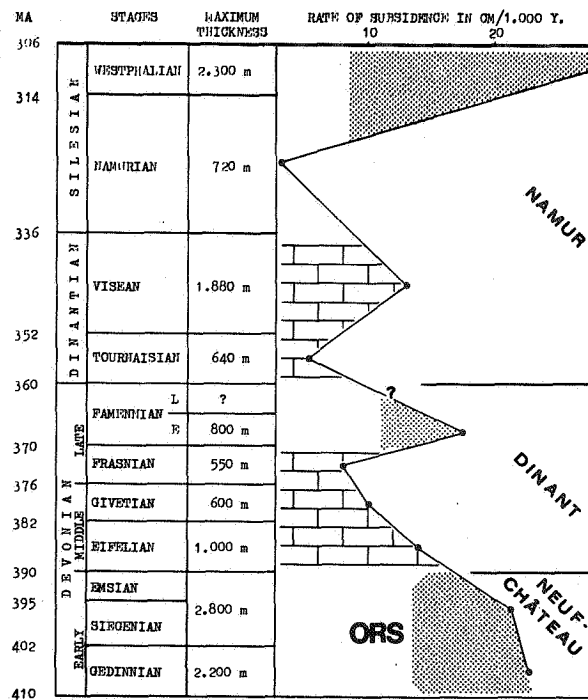 MA STAGES MAXIMUM THICKNESS RATE OF SUBSIDENCE IN CM/1.000 Y.
10 20
306
WESTPHALIAN 2.300 m
314
SILESIAN
NAMURIAN 720 m
NAMUR
336
DINANTIAN
VISEAN 1.880 m
352
TOURNAISIAN 640 m
360
L ?
FAMENNIAN
E 800 m
?
370
LATE
FRASNIAN 550 m
DINANT
376
DEVONIAN
GIVETIAN 600 m
382
MIDDLE
EIFELIAN 1.000 m
390
EMSIAN
NEUF-
CHÂTEAU
395
2.800 m
SIEGENIAN
ORS
402
EARLY
GEDINNIAN 2.200 m
410